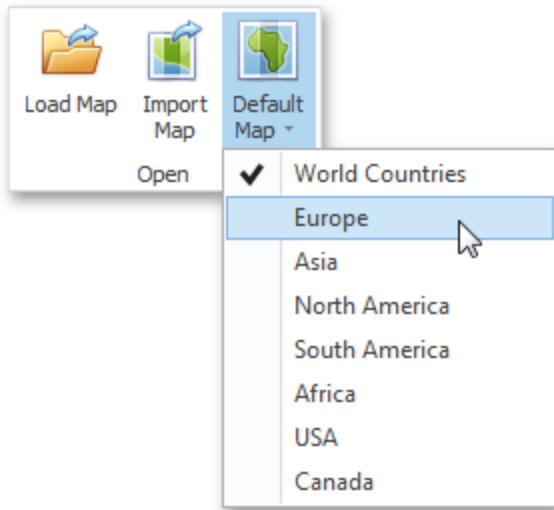 Load Map
Import
Map
Default
Map
Open
World Countries
Europe
Asia
North America
South America
Africa
USA
Canada